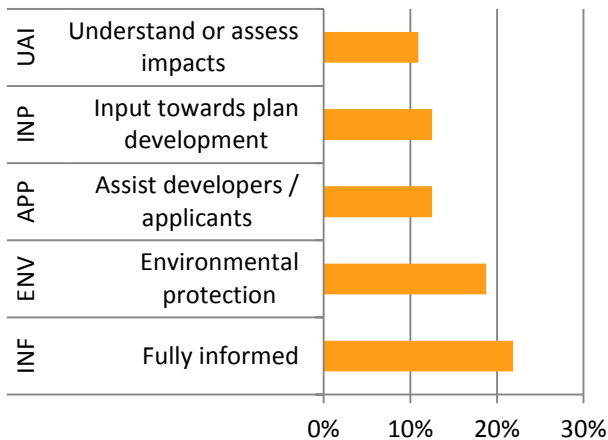 UAI
Understand or assess
impacts
INP
Input towards plan
development
APP
Assist developers /
applicants
ENV
Environmental
protection
INF
Fully informed
0% 10% 20% 30%